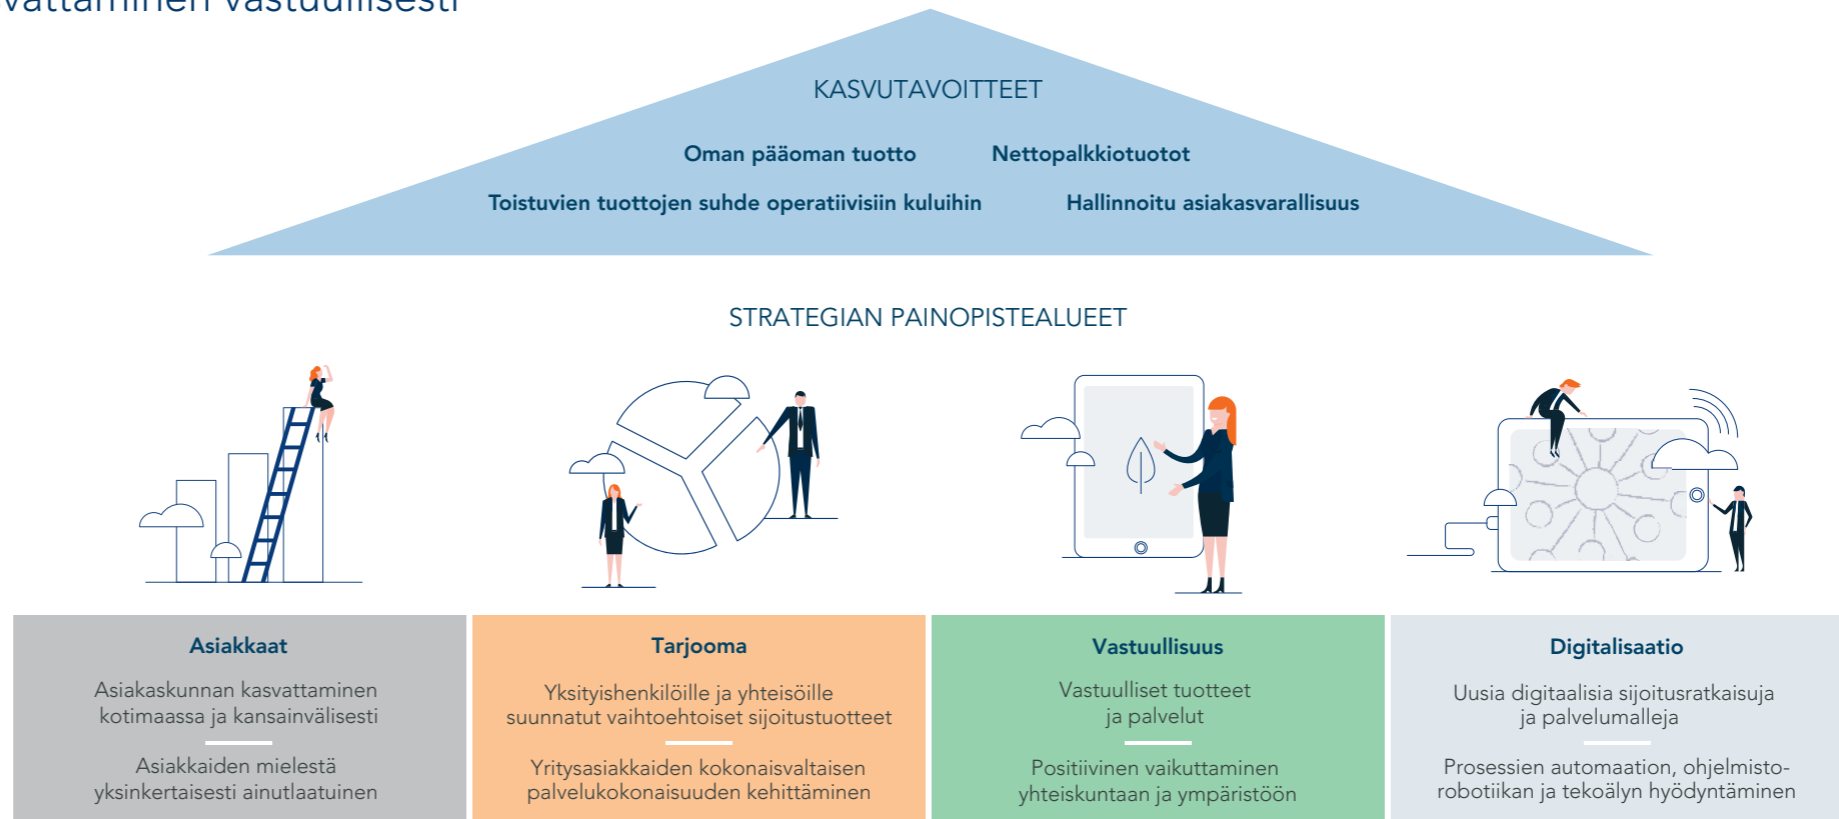 vattaminen vastuullisesti
KASVUTAVOITTEET
Oman pääoman tuotto Nettopalkkiotuotot
Toistuvien tuottojen suhde operatiivisiin kuluihin Hallinnoitu asiakasvarallisuus
STRATEGIAN PAINOPISTEALUEET
Asiakkaat
Asiakaskunnan kasvattaminen
kotimaassa ja kansainvälisesti
Asiakkaiden mielestä
yksinkertaisesti ainutlaatuinen
Tarjooma
Yksityishenkilöille ja yhteisöille
suunnatut vaihtoehtoiset sijoitustuotteet
Yritysasiakkaiden kokonaisvaltaisen
palvelukokonaisuuden kehittäminen
Vastuullisuus
Vastuulliset tuotteet
ja palvelut
Positiivinen vaikuttaminen
yhteiskuntaan ja ympäristöön
Digitalisaatio
Uusia digitaalisia sijoitusratkaisuja
ja palvelumalleja
Prosessien automaation, ohjelmisto-
robotiikan ja tekoälyn hyödyntäminen